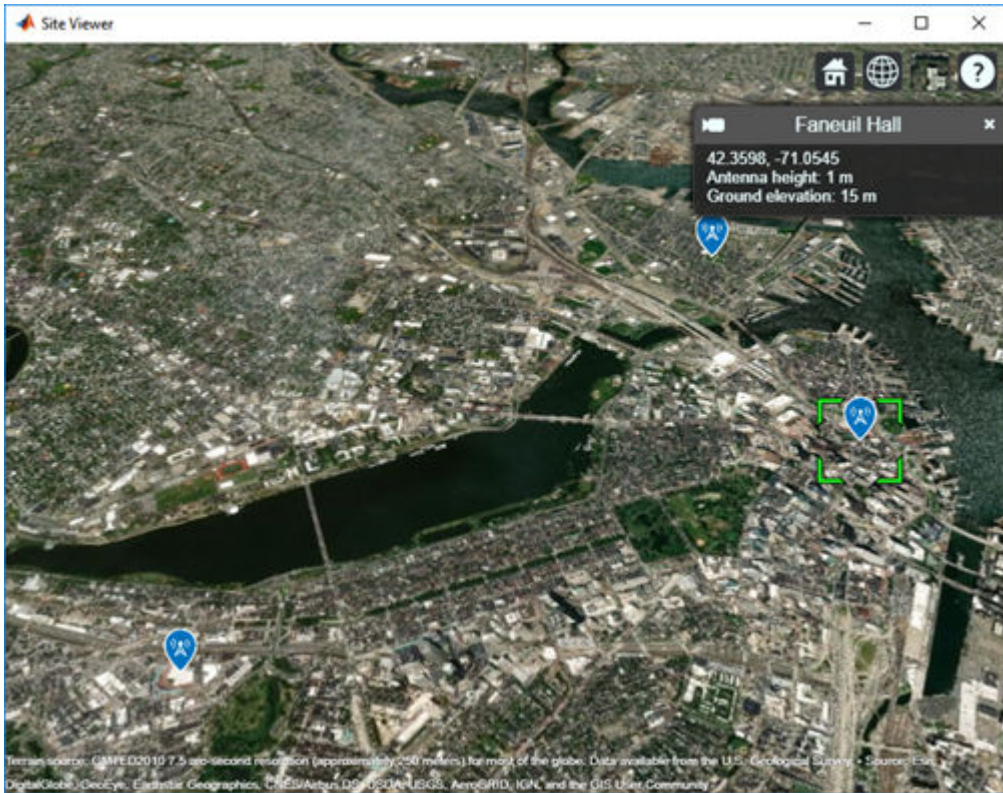 Site Viewer
Faneuil Hall
42.3598, -71.0545
Antenna height: 1 m
Ground elevation: 15 m
Terrain source: GMTED2010 7.5 arc-second resolution (approximately 250 meters) for most of the globe. Data available from the U.S. Geological Survey. • Source: Esri,
DigitalGlobe, GeoEye, Earthstar Geographics, CNES/Airbus DS, USDA, USGS, AeroGRID, IGN, and the GIS User Community